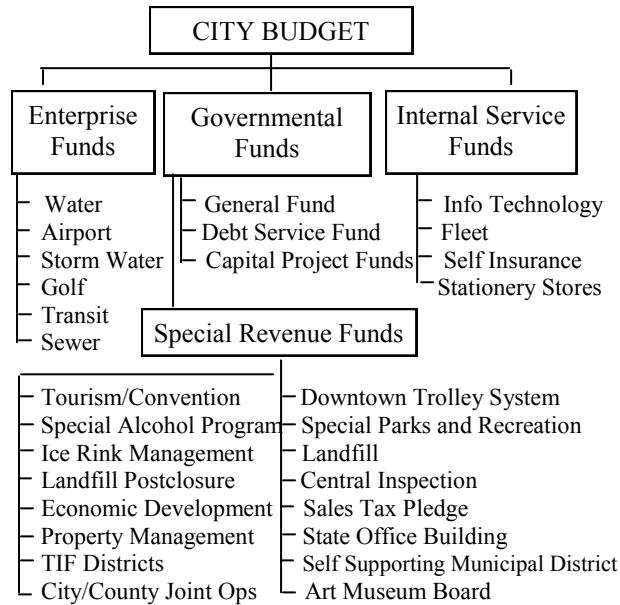 CITY BUDGET
Enterprise
Funds
Water
Airport
Storm Water
Golf
Transit
Sewer
Governmental
Funds
General Fund
Debt Service Fund
Capital Project Funds
Internal Service
Funds
Info Technology
Fleet
Self Insurance
Stationery Stores
Special Revenue Funds
Tourism/Convention
Special Alcohol Program
Ice Rink Management
Landfill Postclosure
Economic Development
Property Management
TIF Districts
City/County Joint Ops
Downtown Trolley System
Special Parks and Recreation
Landfill
Central Inspection
Sales Tax Pledge
State Office Building
Self Supporting Municipal District
Art Museum Board